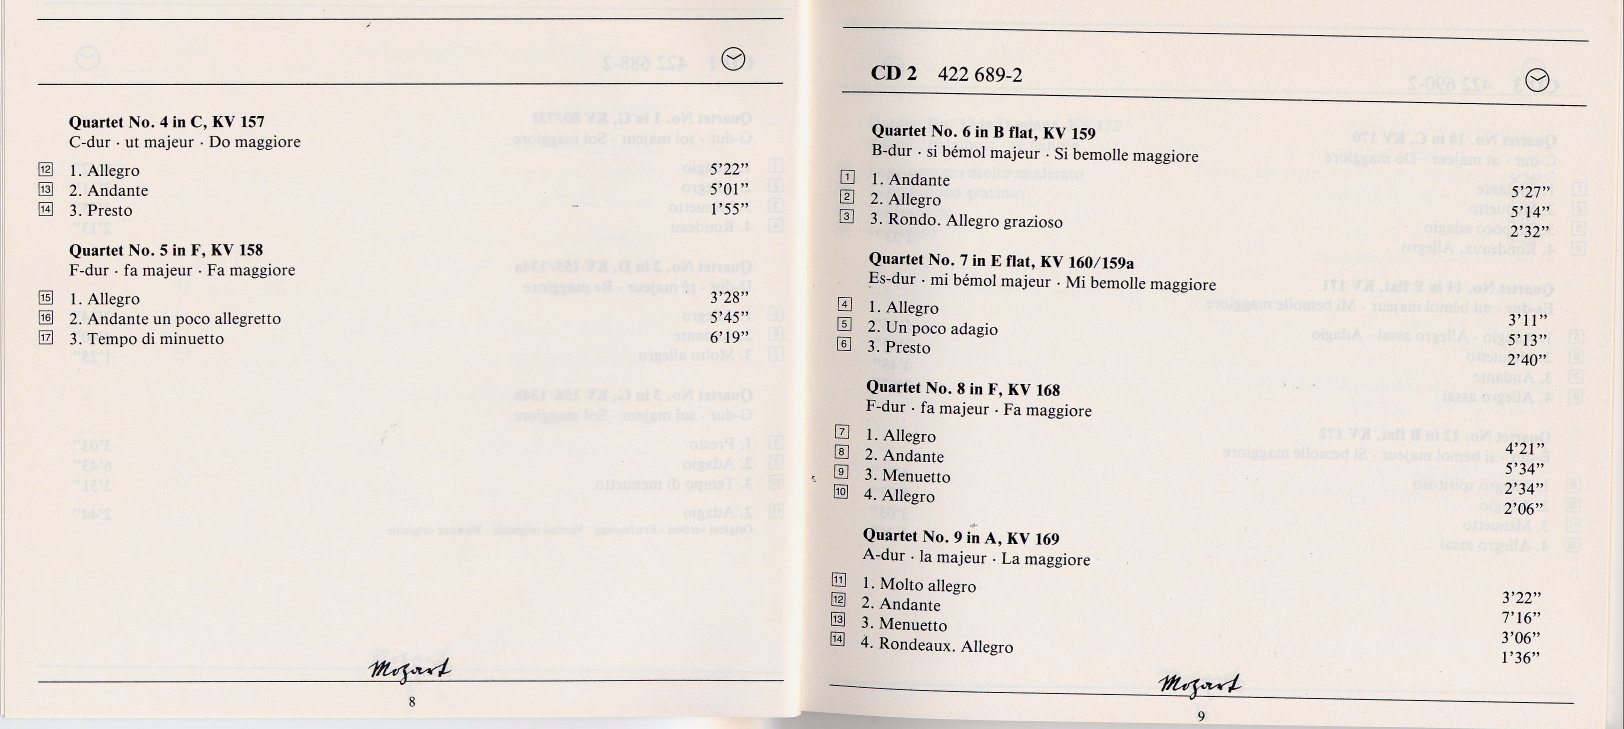 Quartet No. 4 in C, KV 157
C-dur · ut majeur · Do maggiore
12 1. Allegro 5’22”
13 2. Andante 5’01”
14 3. Presto 1’55”
Quartet No. 5 in F, KV 158
F-dur · fa majeur · Fa maggiore
15 1. Allegro 3’28”
16 2. Andante un poco allegretto 5’45”
17 3. Tempo di minuetto 6’19”
Mozart
8
CD 2 422 689-2
Quartet No. 6 in B flat, KV 159
B-dur · si bémol majeur · Si bemolle maggiore
1 1. Andante 5’27”
2 2. Allegro 5’14”
3 3. Rondo. Allegro grazioso 2’32”
Quartet No. 7 in E flat, KV 160/159a
Es-dur · mi bémol majeur · Mi bemolle maggiore
4 1. Allegro 3’11”
5 2. Un poco adagio 5’13”
6 3. Presto 2’40”
Quartet No. 8 in F, KV 168
F-dur · fa majeur · Fa maggiore
7 1. Allegro 4’21”
8 2. Andante 5’34”
9 3. Menuetto 2’34”
10 4. Allegro 2’06”
Quartet No. 9 in A, KV 169
A-dur · la majeur · La maggiore
11 1. Molto allegro 3’22”
12 2. Andante 7’16”
13 3. Menuetto 3’06”
14 4. Rondeaux. Allegro 1’36”
Mozart
9